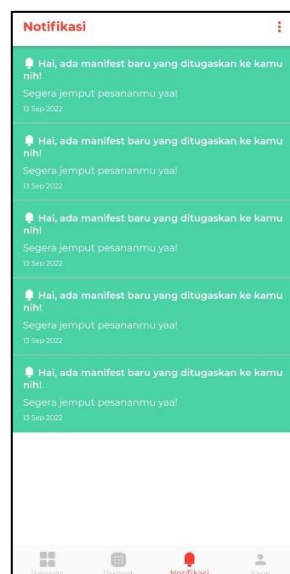 Notifikasi
Hai, ada manifest baru yang ditugaskan ke kamu
nih!
Segera jemput pesananmu yaa!
13 Sep 2022
Hai, ada manifest baru yang ditugaskan ke kamu
nih!
Segera jemput pesananmu yaa!
13 Sep 2022
Hai, ada manifest baru yang ditugaskan ke kamu
nih!
Segera jemput pesananmu yaa!
13 Sep 2022
Hai, ada manifest baru yang ditugaskan ke kamu
nih!
Segera jemput pesananmu yaa!
13 Sep 2022
Hai, ada manifest baru yang ditugaskan ke kamu
nih!
Segera jemput pesananmu yaa!
13 Sep 2022
Notifikasi